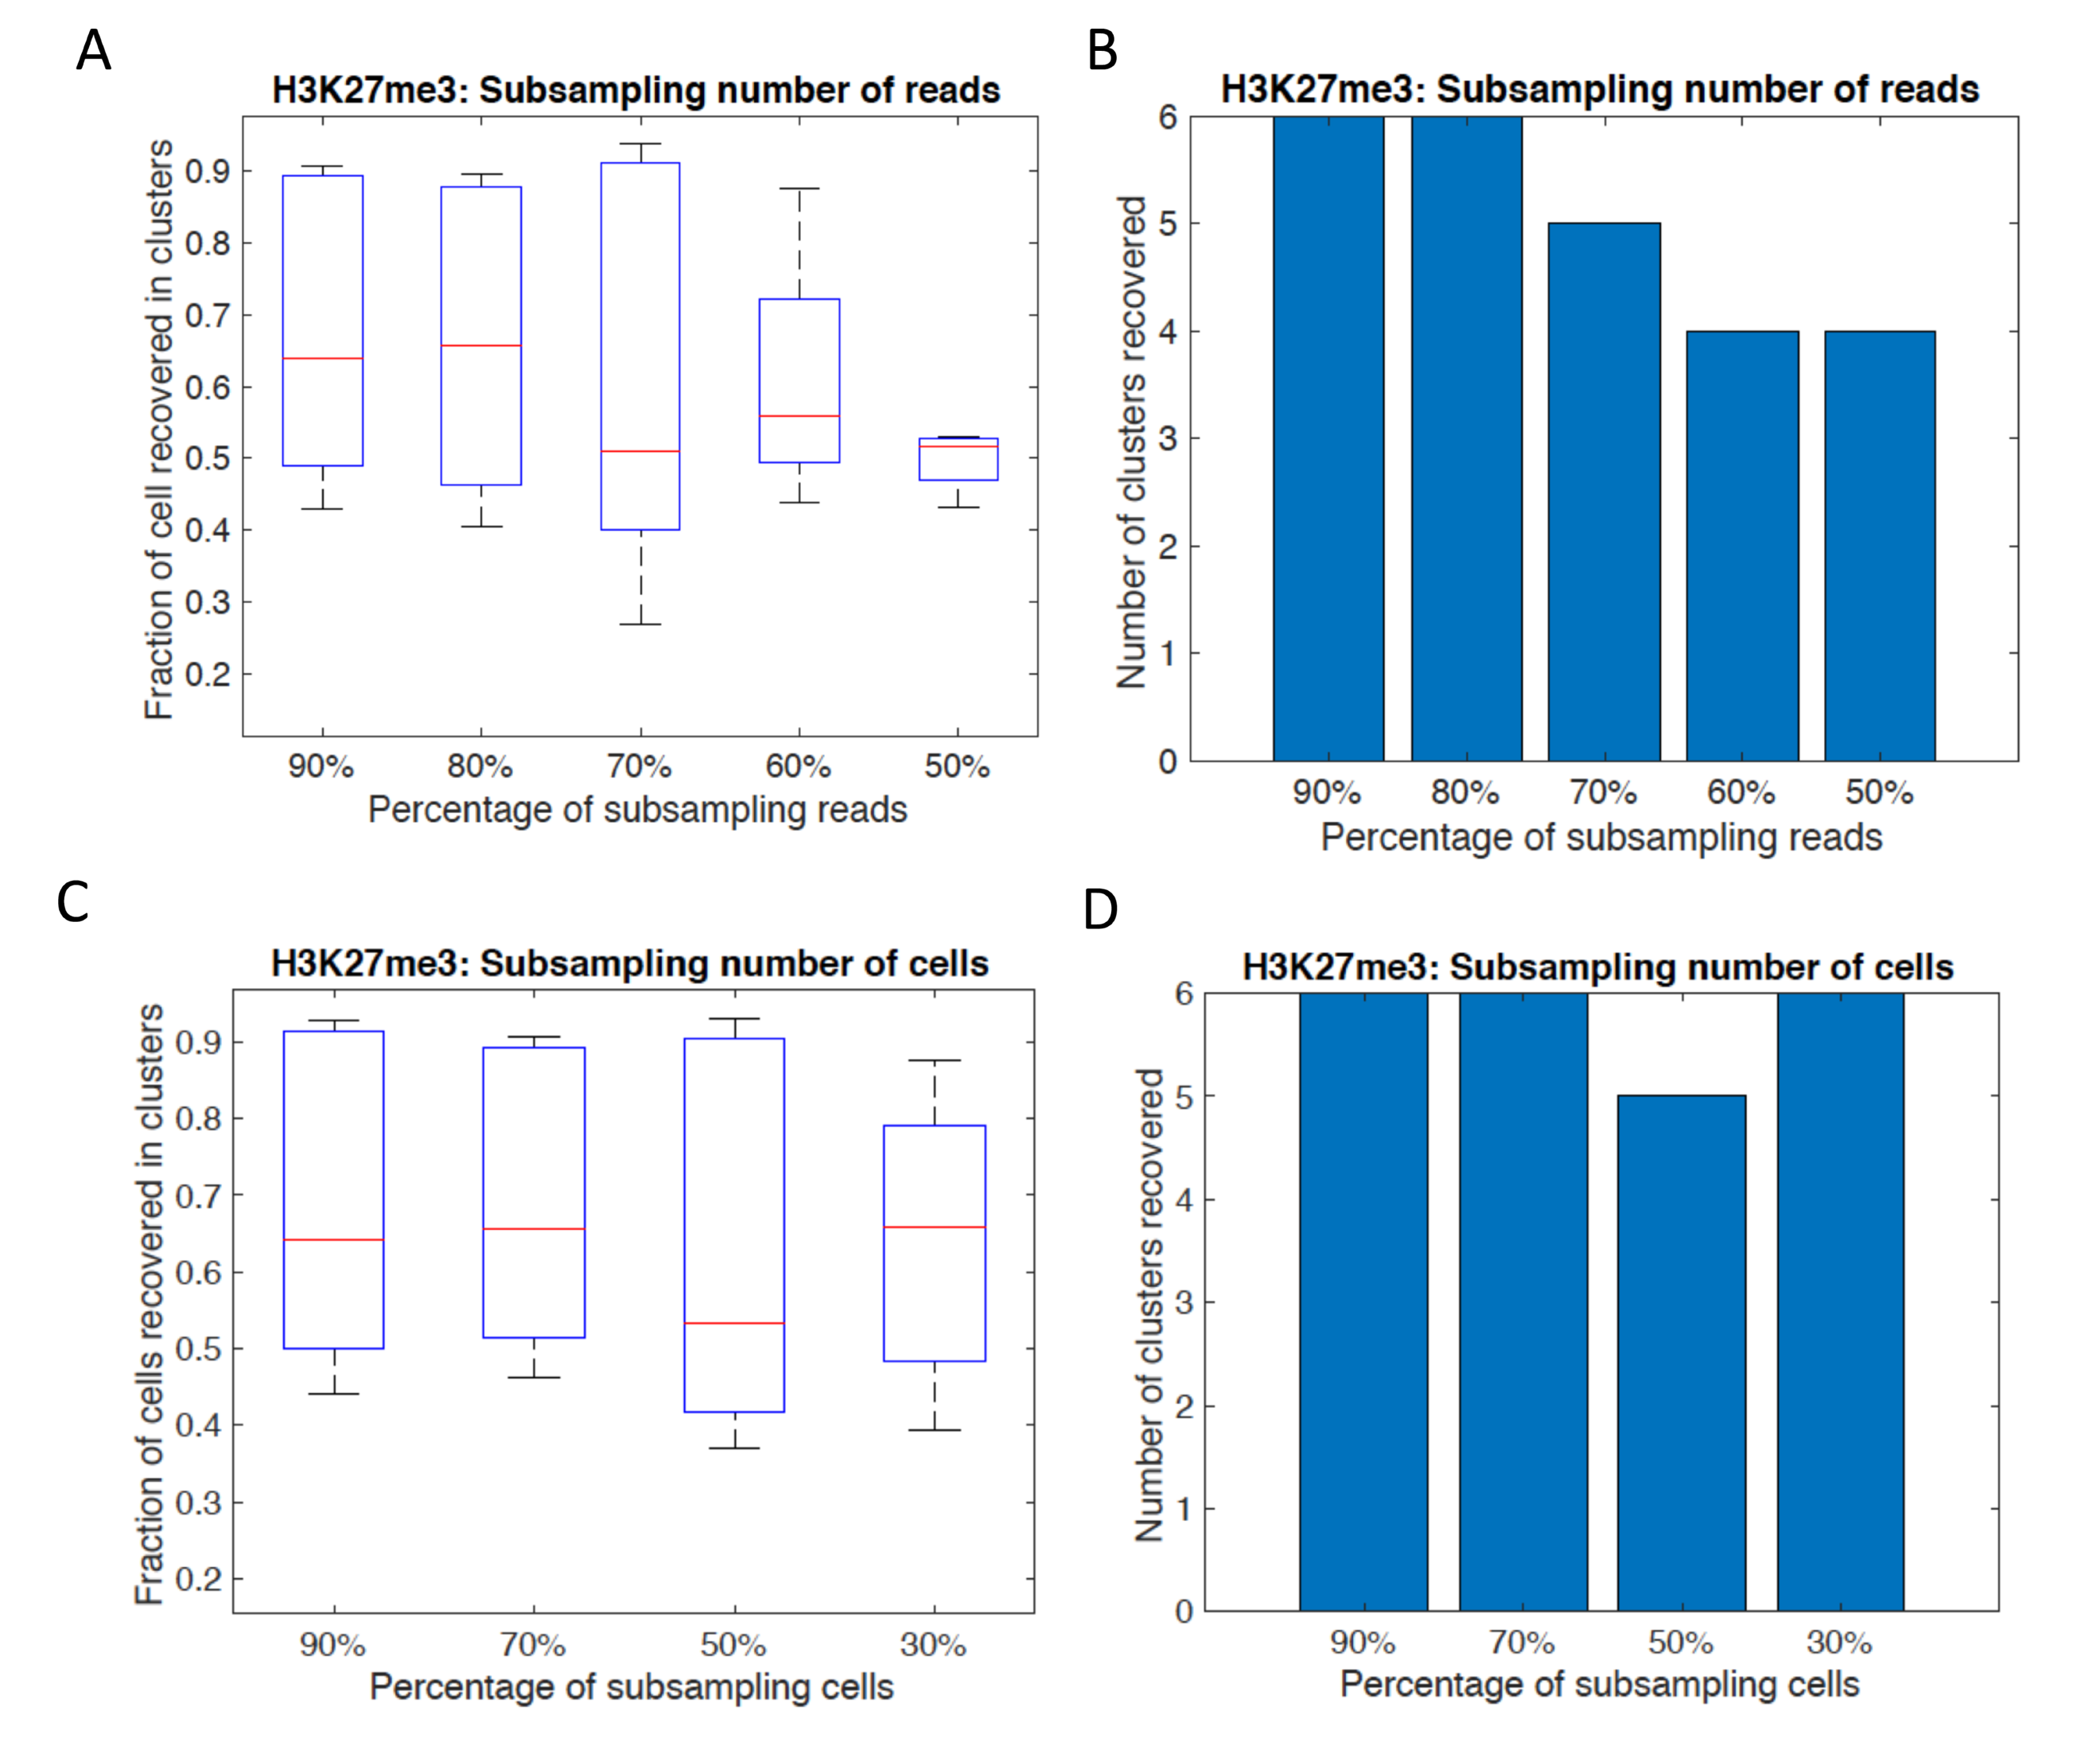 A
H3K27me3: Subsampling number of reads
Fraction of cell recovered in clusters
0.9
0.8
0.7
0.6
0.5
0.4
0.3
0.2
90% 80% 70% 60% 50%
Percentage of subsampling reads
B
H3K27me3: Subsampling number of reads
Number of clusters recovered
6
5
4
3
2
1
0
90% 80% 70% 60% 50%
Percentage of subsampling reads
C
H3K27me3: Subsampling number of cells
Fraction of cells recovered in clusters
0.9
0.8
0.7
0.6
0.5
0.4
0.3
0.2
90% 70% 50% 30%
Percentage of subsampling cells
D
H3K27me3: Subsampling number of cells
Number of clusters recovered
6
5
4
3
2
1
0
90% 70% 50% 30%
Percentage of subsampling cells